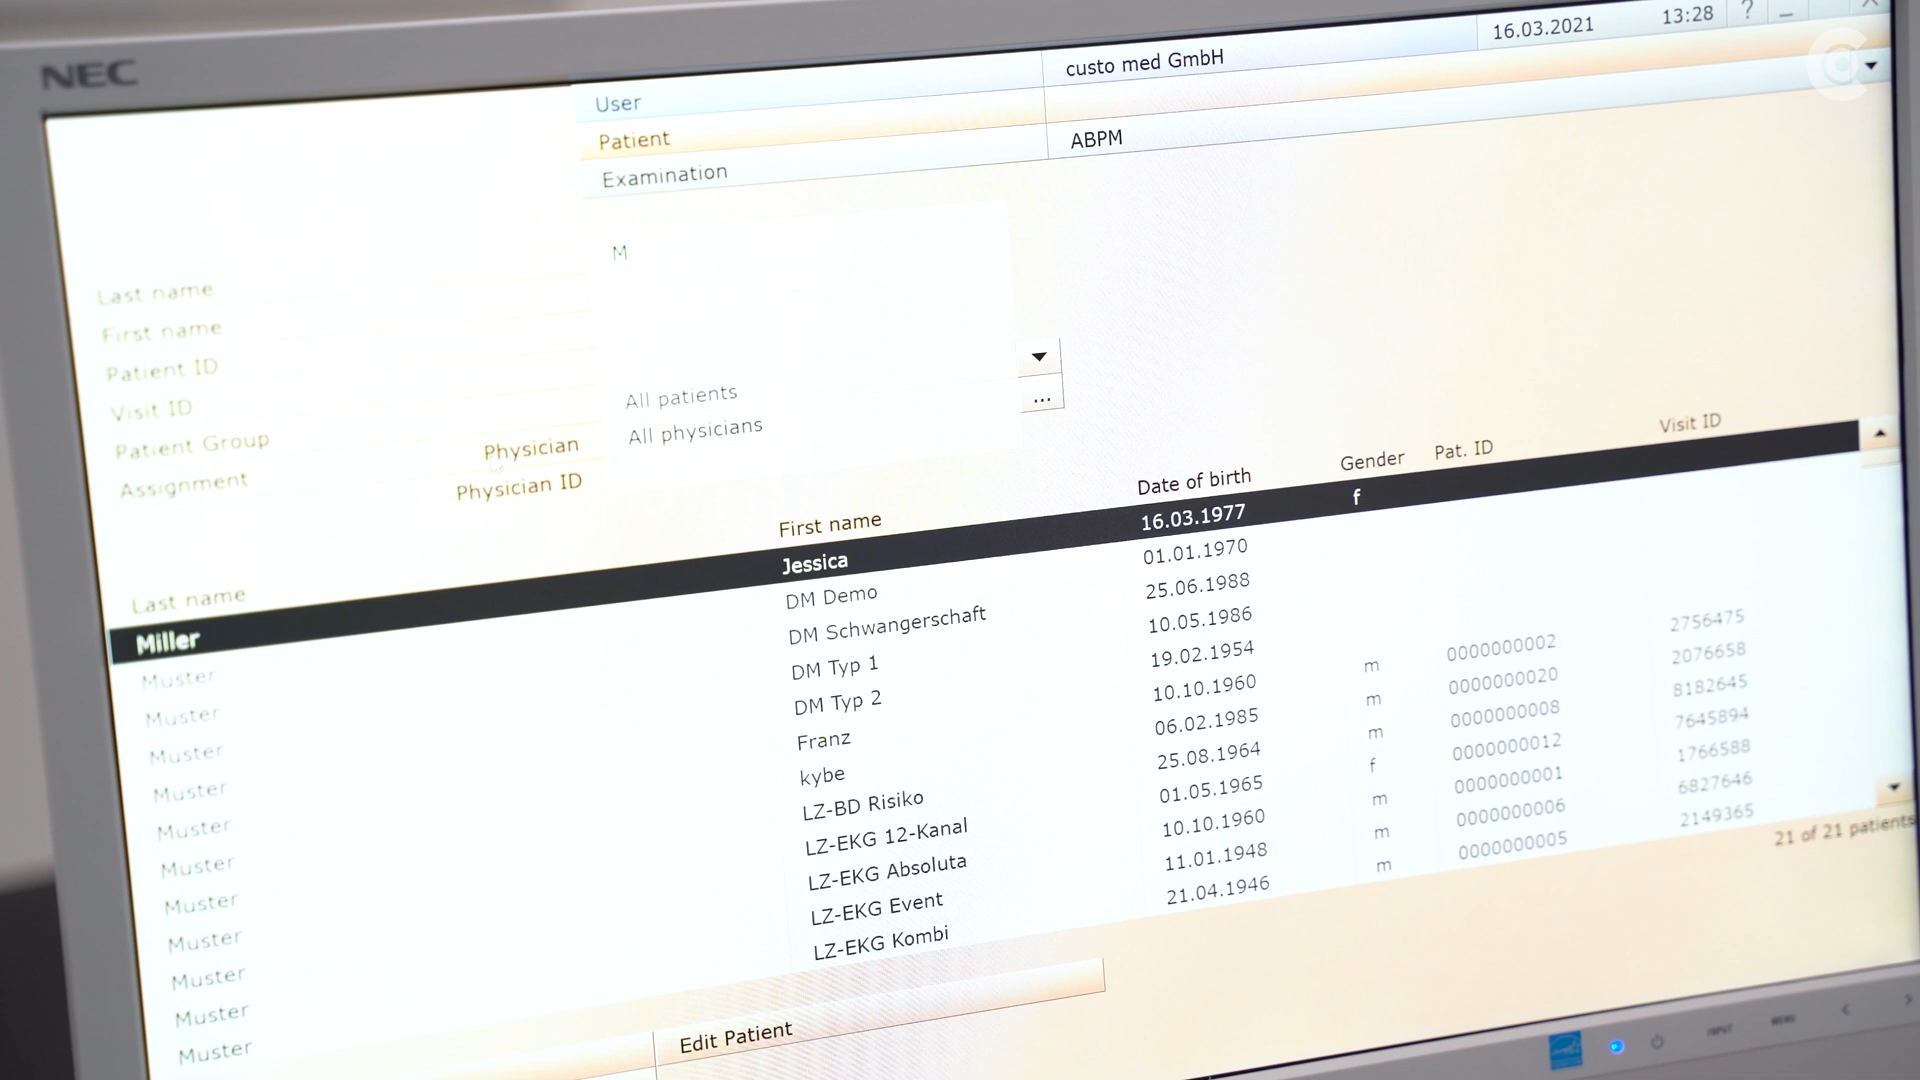 NEC
16.03.2021 13:28 ?
User custo med GmbH
Patient
Examination ABPM
Last name M
First name
Patient ID
Visit ID
Patient Group All patients
Assignment Physician All physicians
Physician ID
Last name First name Date of birth Gender Pat. ID Visit ID
Miller Jessica 16.03.1977 f
Muster DM Demo 01.01.1970
Muster DM Schwangerschaft 25.06.1988
Muster DM Typ 1 10.05.1986
Muster DM Typ 2 19.02.1954
Muster Franz 10.10.1960 m 0000000002 2756475
Muster kybe 06.02.1985 m 0000000020 2076658
Muster LZ-BD Risiko 25.08.1964 m 0000000008 8182645
Muster LZ-EKG 12-Kanal 01.05.1965 f 0000000012 7645894
Muster LZ-EKG Absoluta 10.10.1960 m 0000000001 1766588
Muster LZ-EKG Event 11.01.1948 m 0000000006 6827646
Muster LZ-EKG Kombi 21.04.1946 m 0000000005 2149365
21 of 21 patients
Edit Patient
INPUT MENU